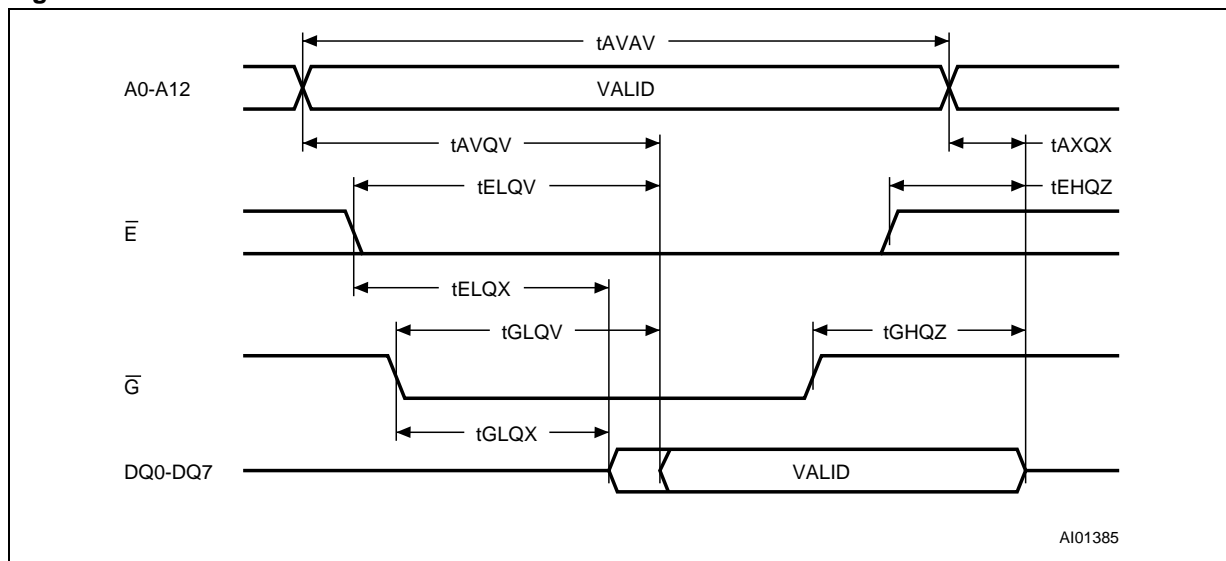 tAVAV
A0-A12
VALID
tAVQV
tAXQX
tELQV
tEHQZ
E̅
tELQX
tGLQV
tGHQZ
G̅
tGLQX
DQ0-DQ7
VALID
AI01385